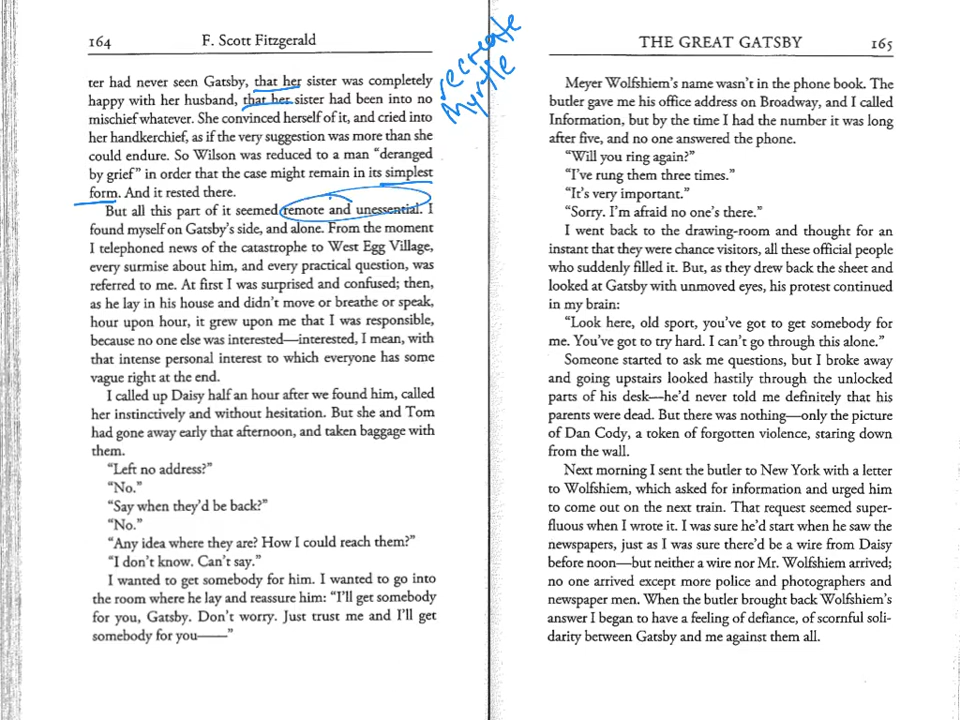 164 F. Scott Fitzgerald
recreate
Myrtle
ter had never seen Gatsby, that her sister was completely
happy with her husband, that her sister had been into no
mischief whatever. She convinced herself of it, and cried into
her handkerchief, as if the very suggestion was more than she
could endure. So Wilson was reduced to a man “deranged
by grief” in order that the case might remain in its simplest
form. And it rested there.
But all this part of it seemed remote and unessential. I
found myself on Gatsby’s side, and alone. From the moment
I telephoned news of the catastrophe to West Egg Village,
every surmise about him, and every practical question, was
referred to me. At first I was surprised and confused; then,
as he lay in his house and didn’t move or breathe or speak,
hour upon hour, it grew upon me that I was responsible,
because no one else was interested—interested, I mean, with
that intense personal interest to which everyone has some
vague right at the end.
I called up Daisy half an hour after we found him, called
her instinctively and without hesitation. But she and Tom
had gone away early that afternoon, and taken baggage with
them.
“Left no address?”
“No.”
“Say when they’d be back?”
“No.”
“Any idea where they are? How I could reach them?”
“I don’t know. Can’t say.”
I wanted to get somebody for him. I wanted to go into
the room where he lay and reassure him: “I’ll get somebody
for you, Gatsby. Don’t worry. Just trust me and I’ll get
somebody for you——”
THE GREAT GATSBY 165
Meyer Wolfshiem’s name wasn’t in the phone book. The
butler gave me his office address on Broadway, and I called
Information, but by the time I had the number it was long
after five, and no one answered the phone.
“Will you ring again?”
“I’ve rung them three times.”
“It’s very important.”
“Sorry. I’m afraid no one’s there.”
I went back to the drawing-room and thought for an
instant that they were chance visitors, all these official people
who suddenly filled it. But, as they drew back the sheet and
looked at Gatsby with unmoved eyes, his protest continued
in my brain:
“Look here, old sport, you’ve got to get somebody for
me. You’ve got to try hard. I can’t go through this alone.”
Someone started to ask me questions, but I broke away
and going upstairs looked hastily through the unlocked
parts of his desk—he’d never told me definitely that his
parents were dead. But there was nothing—only the picture
of Dan Cody, a token of forgotten violence, staring down
from the wall.
Next morning I sent the butler to New York with a letter
to Wolfshiem, which asked for information and urged him
to come out on the next train. That request seemed super-
fluous when I wrote it. I was sure he’d start when he saw the
newspapers, just as I was sure there’d be a wire from Daisy
before noon—but neither a wire nor Mr. Wolfshiem arrived;
no one arrived except more police and photographers and
newspaper men. When the butler brought back Wolfshiem’s
answer I began to have a feeling of defiance, of scornful soli-
darity between Gatsby and me against them all.